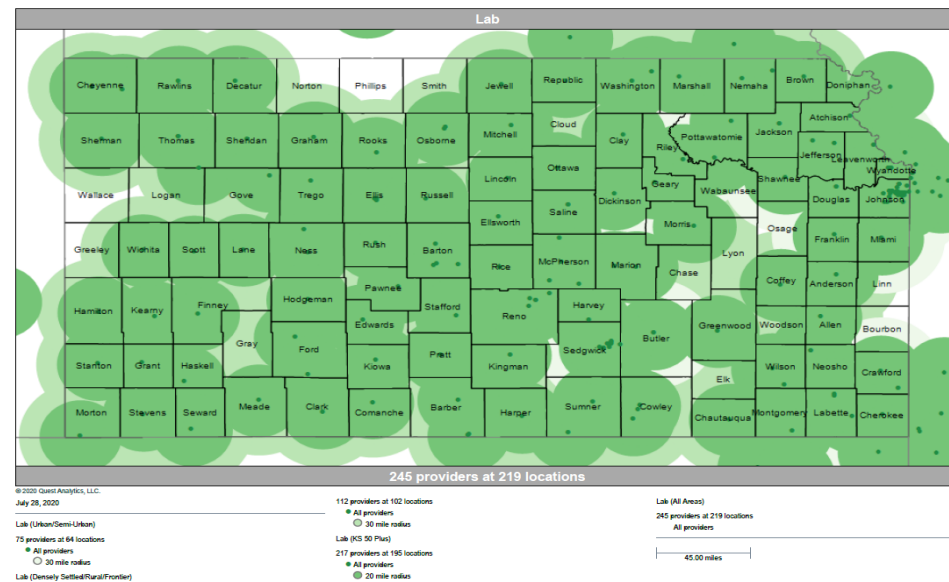 Lab
Cheyenne Rawlins Decatur Norton Phillips Smith Jewell Republic Washington Marshall Nemaha Brown Doniphan
Atchison
Sherman Thomas Sheridan Graham Rooks Osborne Mitchell Cloud Clay Riley Pottawatomie Jackson Jefferson Leavenworth
Wyandotte
Wallace Logan Gove Trego Ellis Russell Lincoln Ottawa Dickinson Geary Wabaunsee Shawnee Douglas Johnson
Saline
Greeley Wichita Scott Lane Ness Rush Barton Ellsworth Morris Lyon Osage Franklin Miami
Rice McPherson Marion Chase Coffey Anderson Linn
Hamilton Kearny Finney Hodgeman Pawnee Stafford Reno Harvey
Gray Ford Edwards Sedgwick Butler Greenwood Woodson Allen Bourbon
Stanton Grant Haskell Kiowa Pratt Kingman Elk Wilson Neosho Crawford
Morton Stevens Seward Meade Clark Comanche Barber Harper Sumner Cowley Chautauqua Montgomery Labette Cherokee
245 providers at 219 locations
© 2020 Quest Analytics, LLC.
July 28, 2020
Lab (Urban/Semi-Urban)
75 providers at 64 locations
All providers
30 mile radius
Lab (Densely Settled/Rural/Frontier)
112 providers at 102 locations
All providers
30 mile radius
Lab (KS 50 Plus)
217 providers at 195 locations
All providers
20 mile radius
Lab (All Areas)
245 providers at 219 locations
All providers
45.00 miles